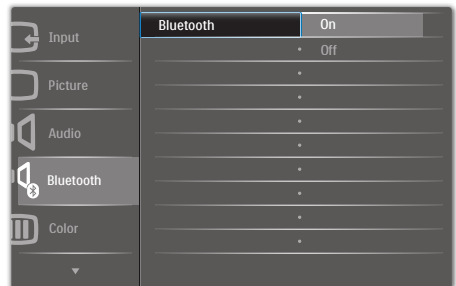 Input
Picture
Audio
Bluetooth
Color
Bluetooth On
Off